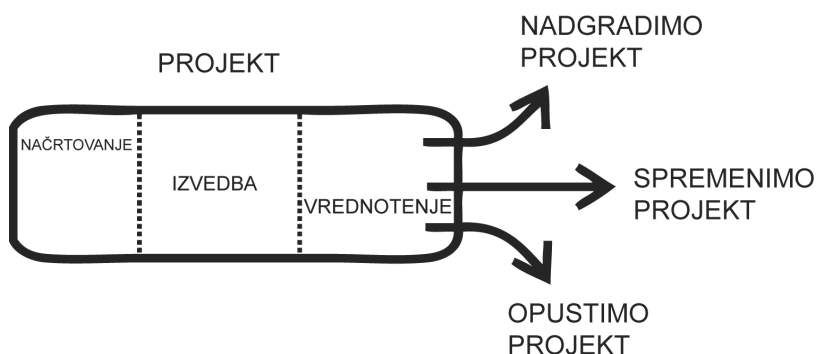 PROJEKT
NAČRTOVANJE
IZVEDBA
VREDNOTENJE
NADGRADIMO
PROJEKT
SPREMENIMO
PROJEKT
OPUSTIMO
PROJEKT